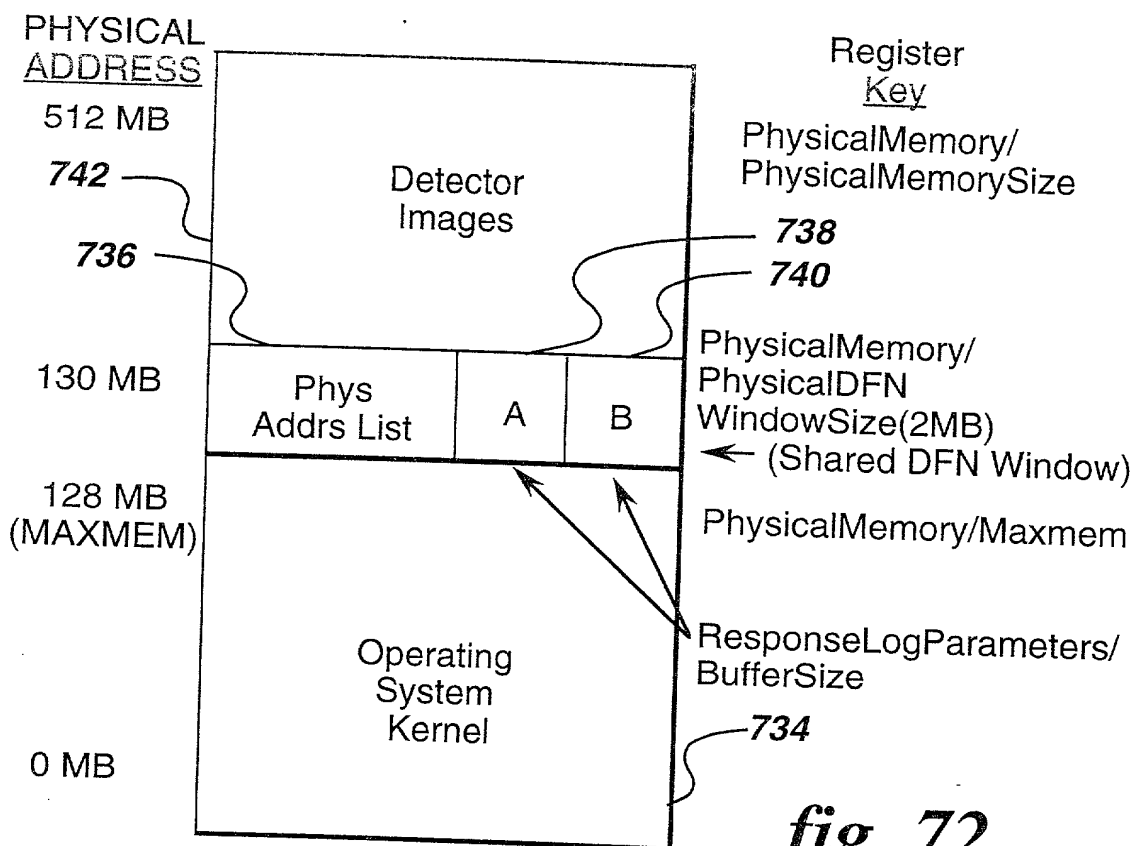 PHYSICAL
ADDRESS
Register
Key
512 MB
PhysicalMemory/
PhysicalMemorySize
742
Detector
Images
738
736
740
130 MB
Phys
Addrs List
A
B
PhysicalMemory/
PhysicalDFN
WindowSize(2MB)
(Shared DFN Window)
128 MB
(MAXMEM)
PhysicalMemory/Maxmem
Operating
System
Kernel
ResponseLogParameters/
BufferSize
734
0 MB
fig. 72